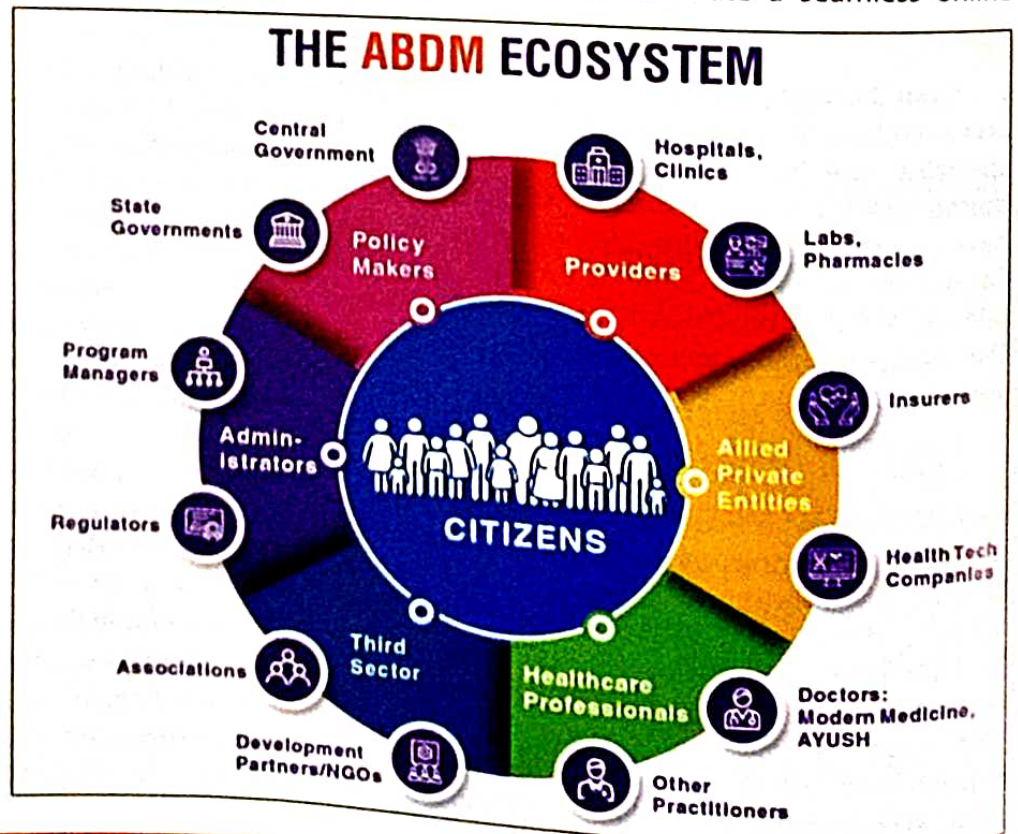 a seamless
THE ABDM ECOSYSTEM
Central
Government
Hospitals,
Clinics
State
Governments
Policy
Makers
Providers
Labs,
Pharmacies
Program
Managers
Admin-
istrators
Insurers
Allied
Private
Entities
CITIZENS
Regulators
Health Tech
Companies
Third
Sector
Associations
Healthcare
Professionals
Doctors:
Modern Medicine,
AYUSH
Development
Partners/NGOs
Other
Practitioners